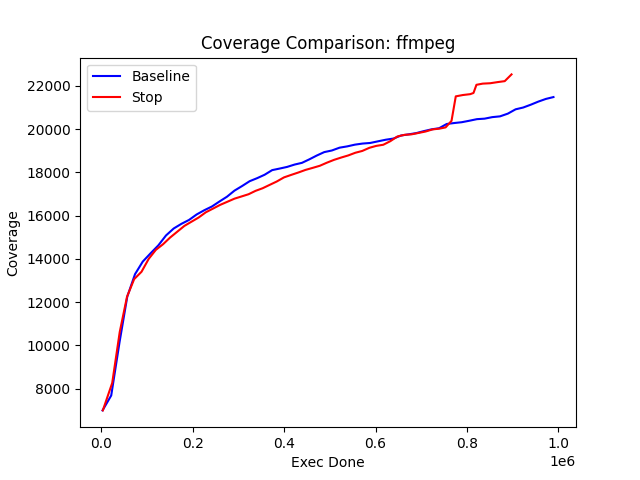 Coverage Comparison: ffmpeg
Baseline
Stop
Coverage
22000
20000
18000
16000
14000
12000
10000
8000
0.0 0.2 0.4 0.6 0.8 1.0
1e6
Exec Done